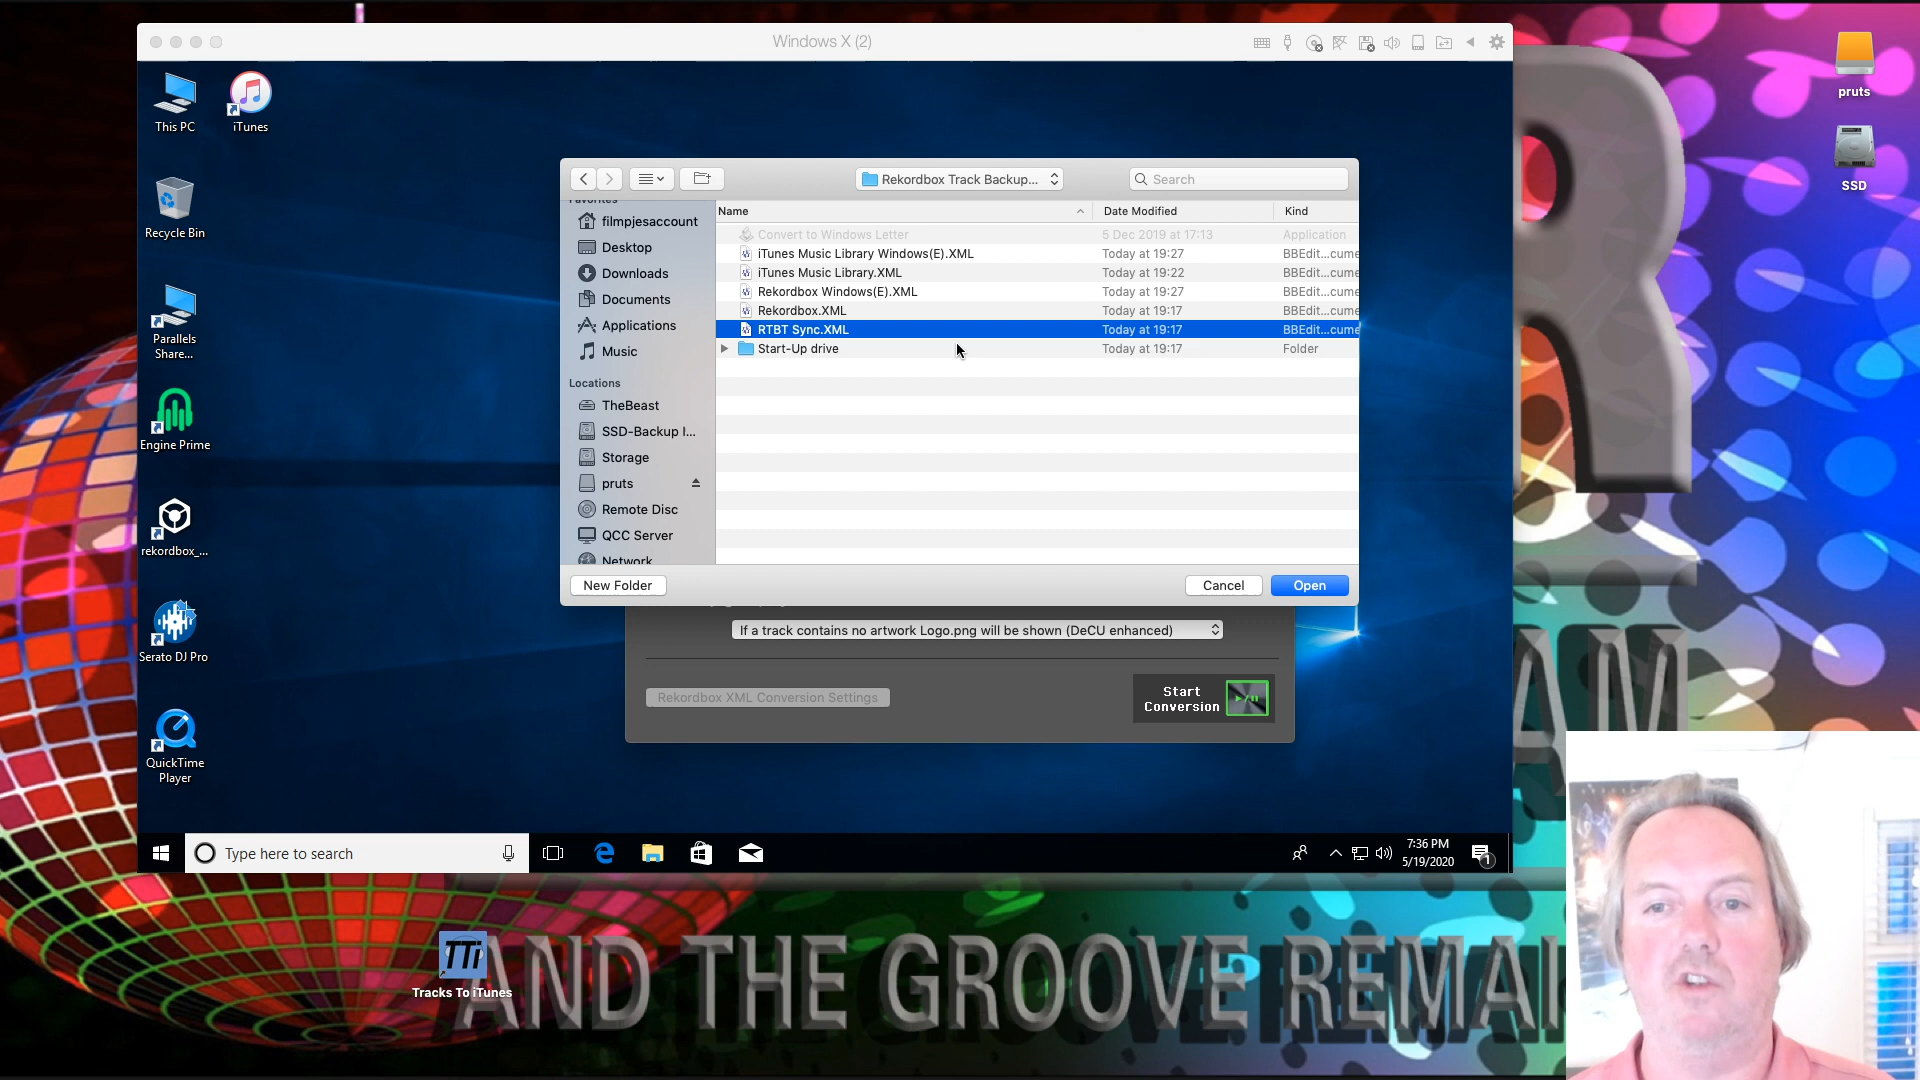 Windows X (2)
pruts
SSD
This PC
iTunes
Recycle Bin
Parallels
Share...
Engine Prime
rekordbox_...
Serato DJ Pro
QuickTime
Player
Rekordbox Track Backup...
Search
Favorites
filmpjesaccount
Desktop
Downloads
Documents
Applications
Music
Locations
TheBeast
SSD-Backup I...
Storage
pruts
Remote Disc
QCC Server
Network
Name
Date Modified
Kind
Convert to Windows Letter
5 Dec 2019 at 17:13
Application
iTunes Music Library Windows(E).XML
Today at 19:27
BBEdit...cume
iTunes Music Library.XML
Today at 19:22
BBEdit...cume
Rekordbox Windows(E).XML
Today at 19:27
BBEdit...cume
Rekordbox.XML
Today at 19:17
BBEdit...cume
RTBT Sync.XML
Today at 19:17
BBEdit...cume
Start-Up drive
Today at 19:17
Folder
New Folder
Cancel
Open
If a track contains no artwork Logo.png will be shown (DeCU enhanced)
Rekordbox XML Conversion Settings
Start
Conversion
Type here to search
7:36 PM
5/19/2020
1
R
AM
TTi
Tracks To iTunes
AND THE GROOVE REMAI